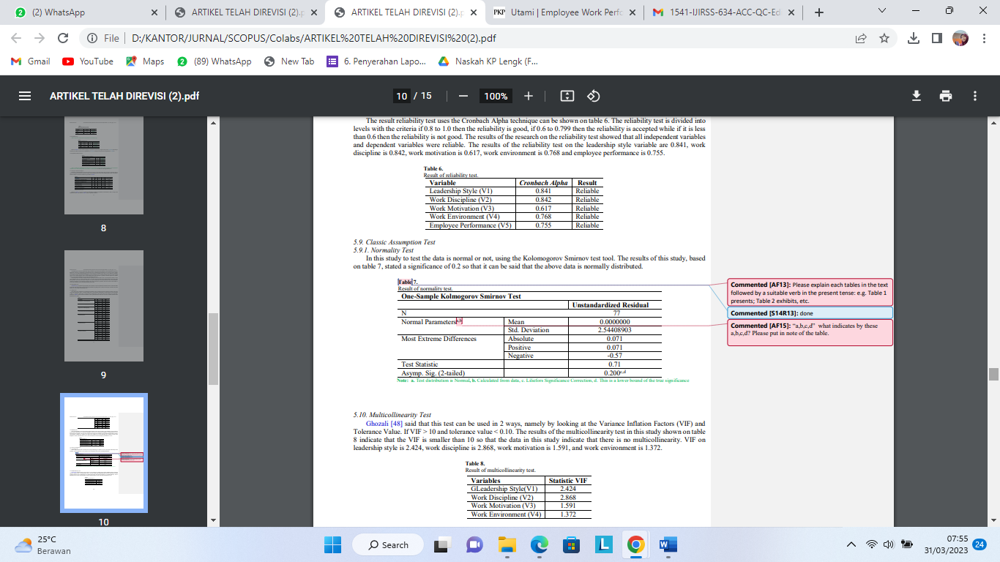 (2) WhatsApp
ARTIKEL TELAH DIREVISI (2).p
ARTIKEL TELAH DIREVISI (2).p
PKP Utami | Employee Work Perfo
1541-IJIRSS-634-ACC-QC-Ed
File D:/KANTOR/JURNAL/SCOPUS/Colabs/ARTIKEL%20TELAH%20DIREVISI%20(2).pdf
Gmail YouTube Maps (89) WhatsApp New Tab 6. Penyerahan Lapo... Naskah KP Lengk (F...
ARTIKEL TELAH DIREVISI (2).pdf 10 / 15 100%
8
9
10
The result reliability test uses the Cronbach Alpha technique can be shown on table 6. The reliability test is divided into
levels with the criteria if 0.8 to 1.0 then the reliability is good, if 0.6 to 0.799 then the reliability is accepted while if it is less
than 0.6 then the reliability is not good. The results of the research on the reliability test showed that all independent variables
and dependent variables were reliable. The results of the reliability test on the leadership style variable are 0.841, work
discipline is 0.842, work motivation is 0.617, work environment is 0.768 and employee performance is 0.755.
Table 6.
Result of reliability test.
Variable Cronbach Alpha Result
Leadership Style (V1) 0.841 Reliable
Work Discipline (V2) 0.842 Reliable
Work Motivation (V3) 0.617 Reliable
Work Environment (V4) 0.768 Reliable
Employee Performance (V5) 0.755 Reliable
5.9. Classic Assumption Test
5.9.1. Normality Test
In this study to test the data is normal or not, using the Kolomogorov Smirnov test tool. The results of this study, based
on table 7, stated a significance of 0.2 so that it can be said that the above data is normally distributed.
Table 7.
Result of normality test.
One-Sample Kolmogorov Smirnov Test
Unstandardized Residual
N 77
Normal Parameters a,b Mean 0.0000000
Std. Deviation 2.54408903
Most Extreme Differences Absolute 0.071
Positive 0.071
Negative -0.57
Test Statistic 0.71
Asymp. Sig. (2-tailed) 0.200c,d
Note: a. Test distribution is Normal, b. Calculated from data, c. Liliefors Significance Correction, d. This is a lower bound of the true significance
Commented [AF13]: Please explain each tables in the text
followed by a suitable verb in the present tense: e.g. Table 1
presents; Table 2 exhibits, etc.
Commented [S14R13]: done
Commented [AF15]: “a,b,c,d” what indicates by these
a,b,c,d? Please put in note of the table.
5.10. Multicollinearity Test
Ghozali [48] said that this test can be used in 2 ways, namely by looking at the Variance Inflation Factors (VIF) and
Tolerance Value. If VIF > 10 and tolerance value < 0.10. The results of the multicollinearity test in this study shown on table
8 indicate that the VIF is smaller than 10 so that the data in this study indicate that there is no multicollinearity. VIF on
leadership style is 2.424, work discipline is 2.868, work motivation is 1.591, and work environment is 1.372.
Table 8.
Result of multicollinearity test.
Variables Statistic VIF
GLeadership Style(V1) 2.424
Work Discipline (V2) 2.868
Work Motivation (V3) 1.591
Work Environment (V4) 1.372
25°C
Berawan
Search
07:55
31/03/2023
24